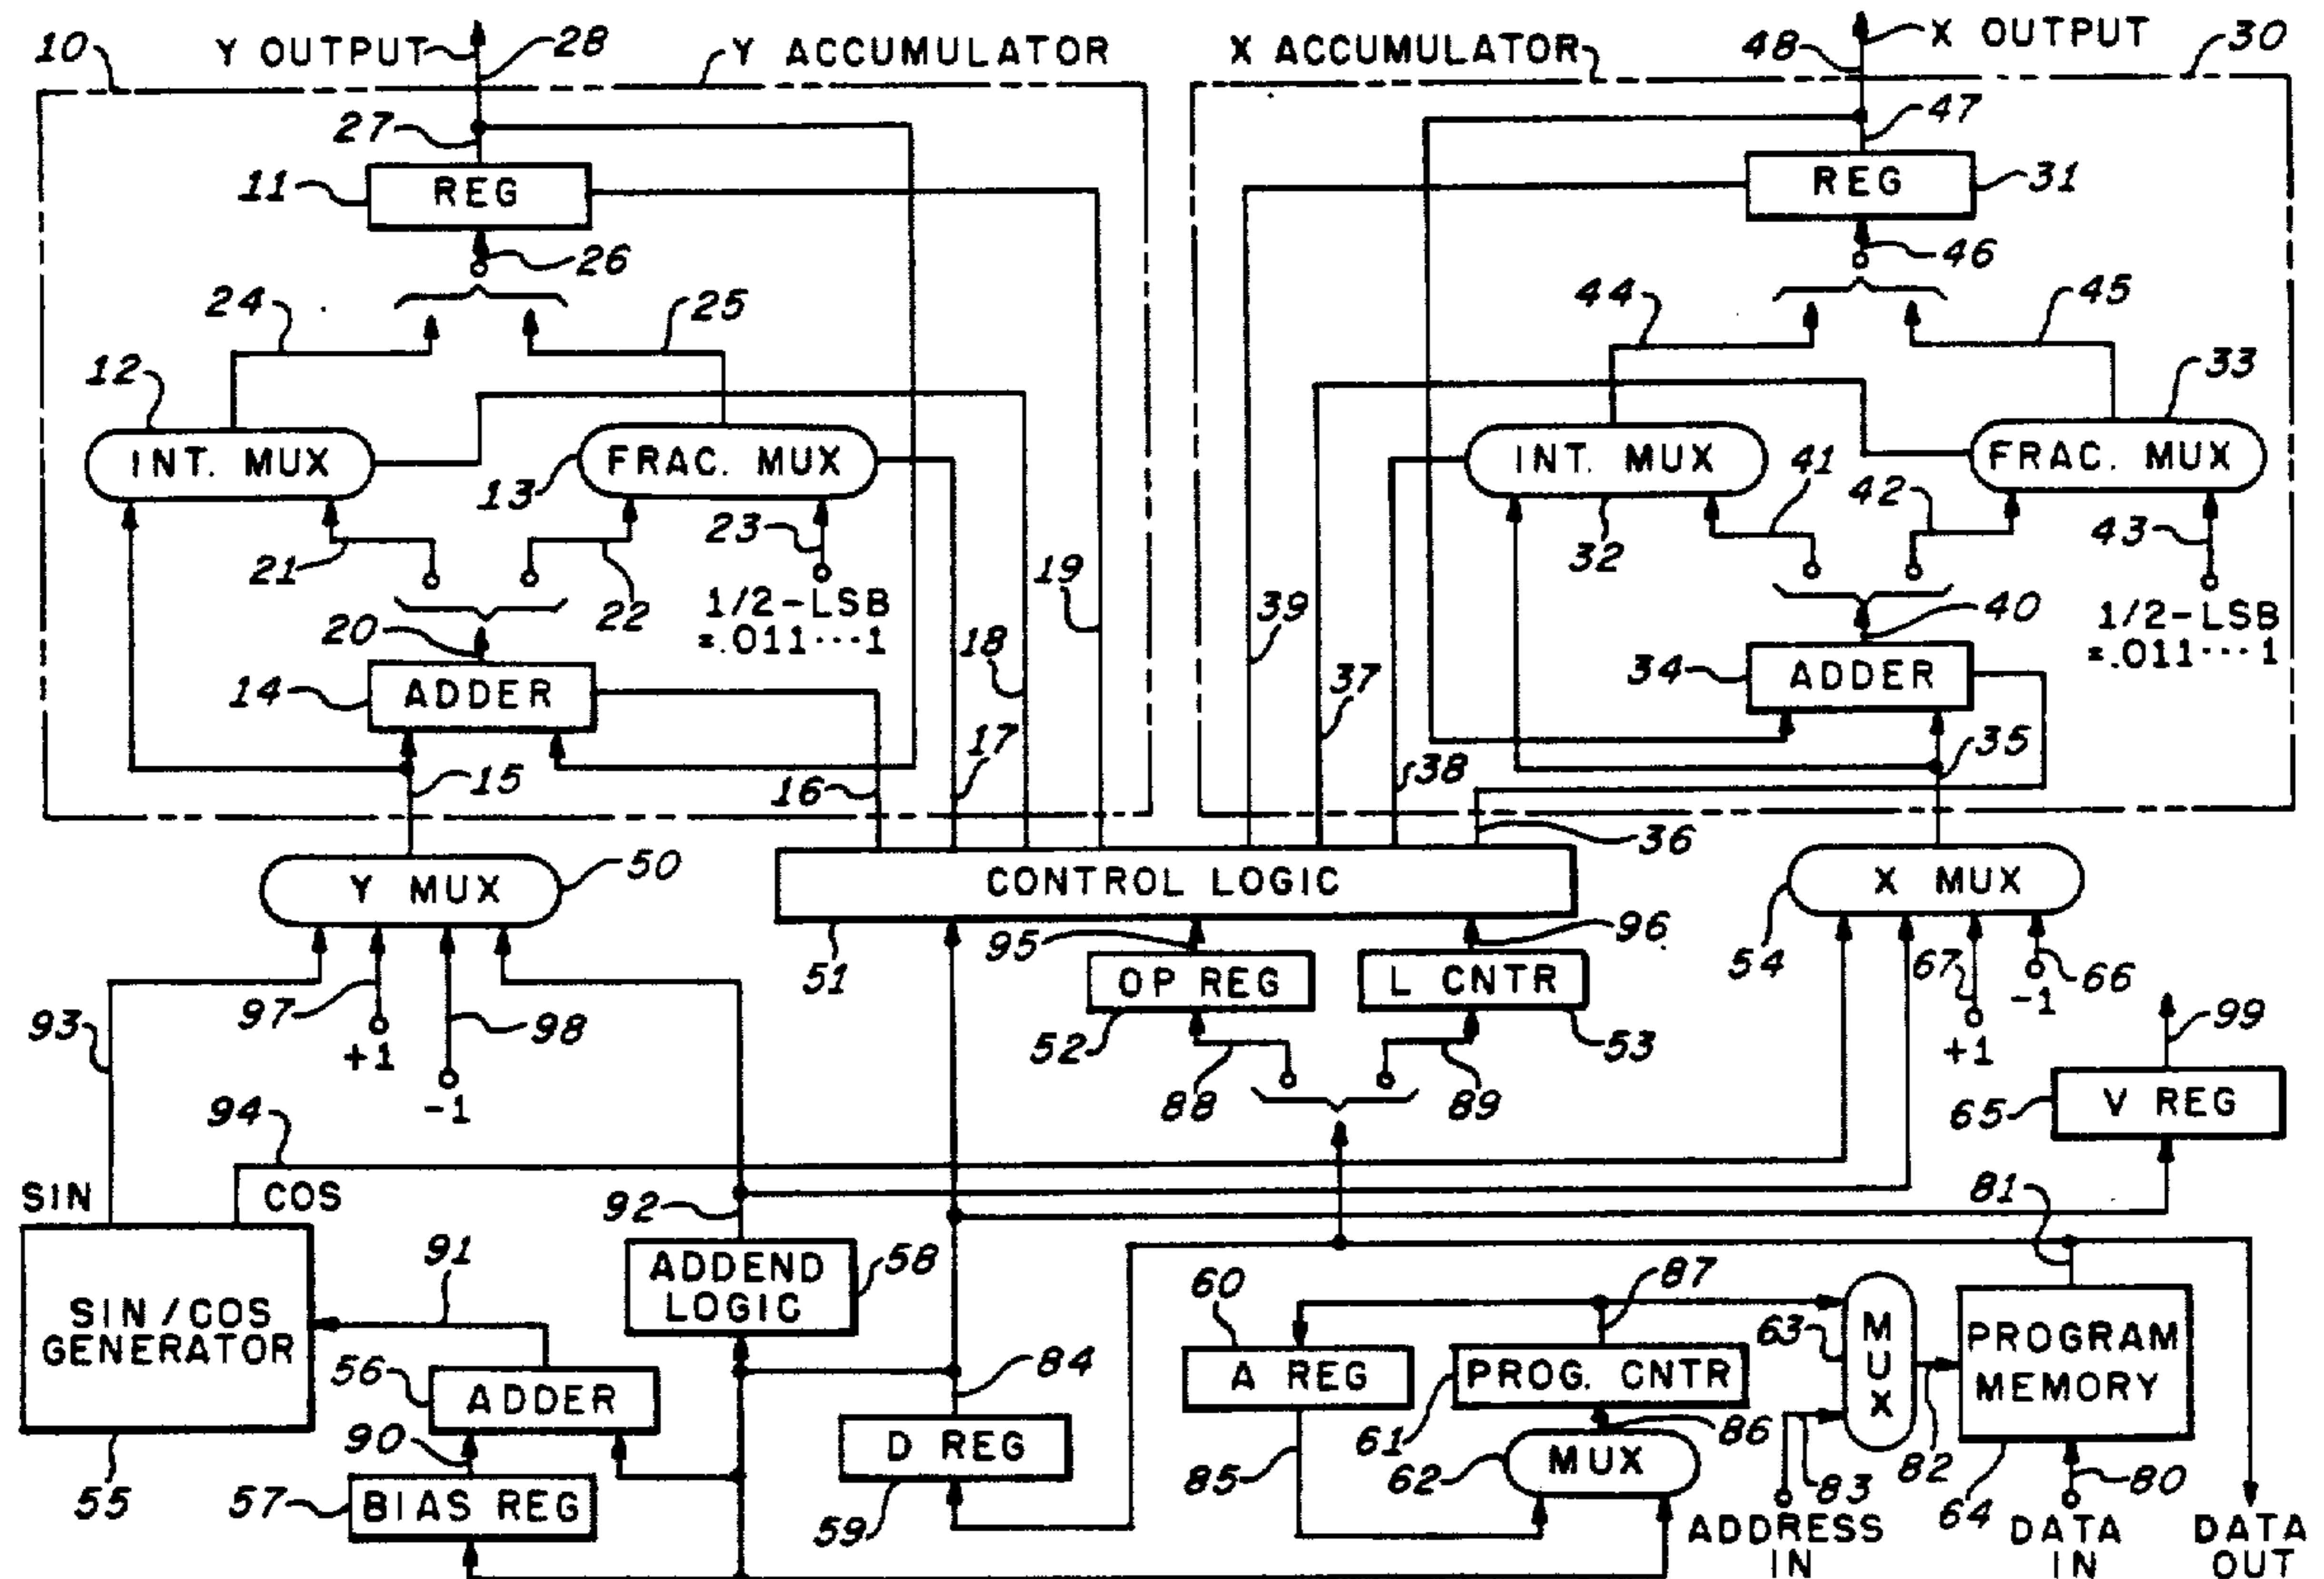 10 Y OUTPUT 28 Y ACCUMULATOR X ACCUMULATOR 48 X OUTPUT 30
27 47
11 REG REG 31
26 46
24 25 44 45
12 33
INT. MUX FRAC. MUX INT. MUX 41 FRAC. MUX
13 42
23 32 43
21 22 1/2-LSB 19 39 40 1/2-LSB
20 =.011···1 18 37 =.011···1
14 ADDER 34 ADDER
15 16 17 38 35
36
Y MUX 50 CONTROL LOGIC X MUX
95 96
51 OP REG L CNTR 54 67 66
93 97 98 -1 99
+1 52 53 +1
-1 88 89 65 V REG
94
SIN COS 92 81
91 ADDEND 58 60 87
SIN/COS LOGIC 63 M PROGRAM
GENERATOR 84 U MEMORY
56 ADDER A REG PROG. CNTR X
90 D REG 61 86
57 BIAS REG 85 62 MUX 83 82 80
55 59 64
ADDRESS DATA DATA
IN IN OUT